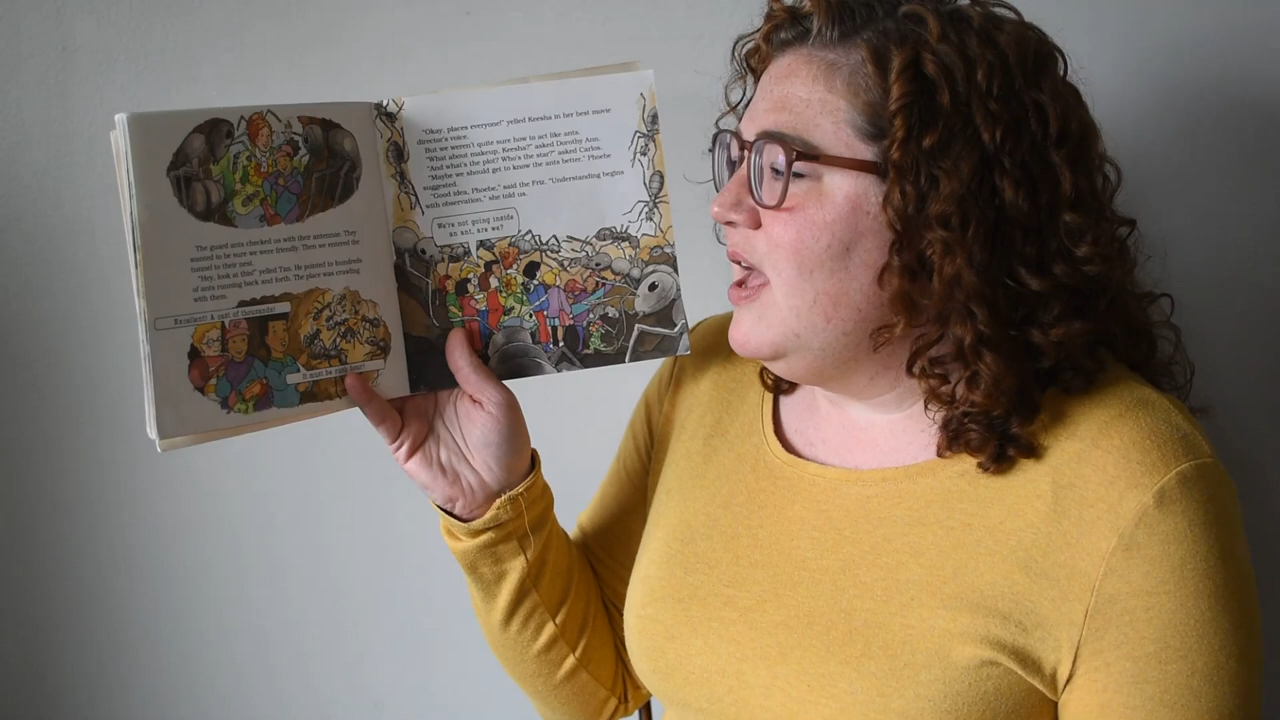 The guard ants checked us with their antennae. They
wanted to be sure we were friendly. Then we entered the
tunnel to their nest.
"Hey, look at this!" yelled Tim. He pointed to hundreds
of ants running back and forth. The place was crawling
with them.
Excellent! A cast of thousands!
It must be rush hour!
"Okay, places everyone!" yelled Keesha in her best movie
director's voice.
But we weren't quite sure how to act like ants.
"What about makeup, Keesha?" asked Dorothy Ann.
"And what's the plot? Who's the star?" asked Carlos.
"Maybe we should get to know the ants better," Phoebe
suggested.
"Good idea, Phoebe," said the Friz. "Understanding begins
with observation," she told us.
We're not going inside
an ant, are we?